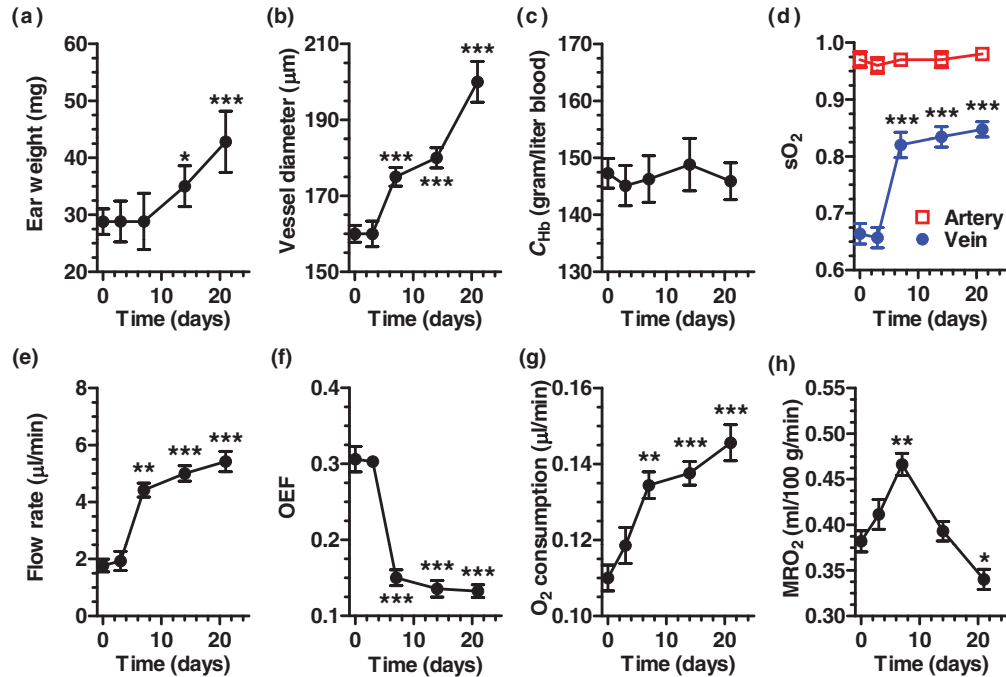 (a)
Ear weight (mg)
60
50
40
30
20
***
*
0 10 20
Time (days)
(b)
Vessel diameter (µm)
210
190
170
150
***
***
***
0 10 20
Time (days)
(c)
C_Hb (gram/liter blood)
170
160
150
140
130
0 10 20
Time (days)
(d)
sO₂
1.0
0.9
0.8
0.7
0.6
*** *** ***
Artery
Vein
0 10 20
Time (days)
(e)
Flow rate (µl/min)
8
6
4
2
0
** *** ***
0 10 20
Time (days)
(f)
OEF
0.4
0.3
0.2
0.1
*** *** ***
0 10 20
Time (days)
(g)
O₂ consumption (µl/min)
0.16
0.14
0.12
0.10
** *** ***
0 10 20
Time (days)
(h)
MRO₂ (ml/100 g/min)
0.55
0.50
0.45
0.40
0.35
0.30
**
*
0 10 20
Time (days)